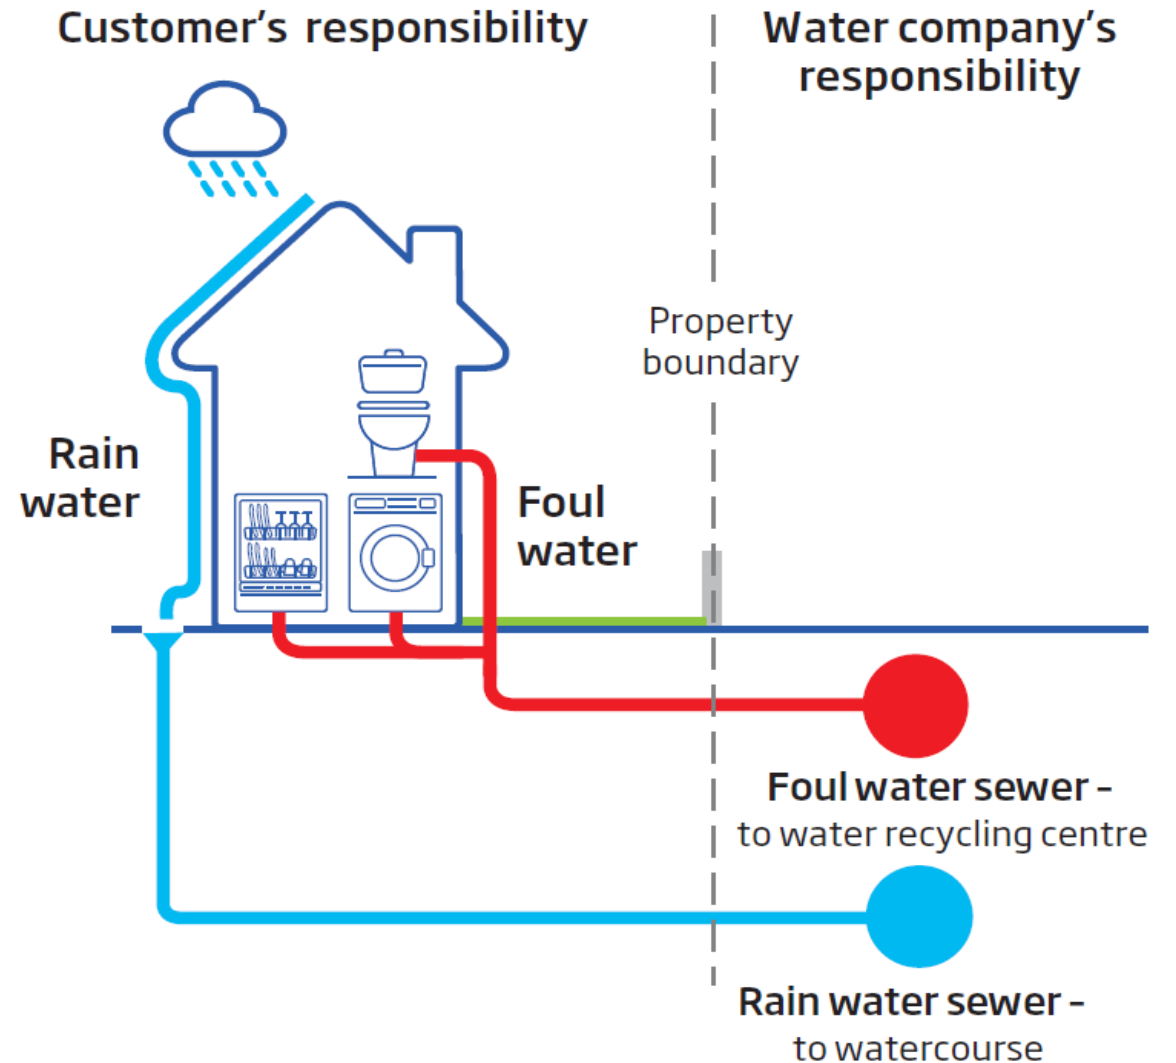 Customer's responsibility
Water company's
responsibility
Property
boundary
Rain
water
Foul
water
Foul water sewer –
to water recycling centre
Rain water sewer –
to watercourse